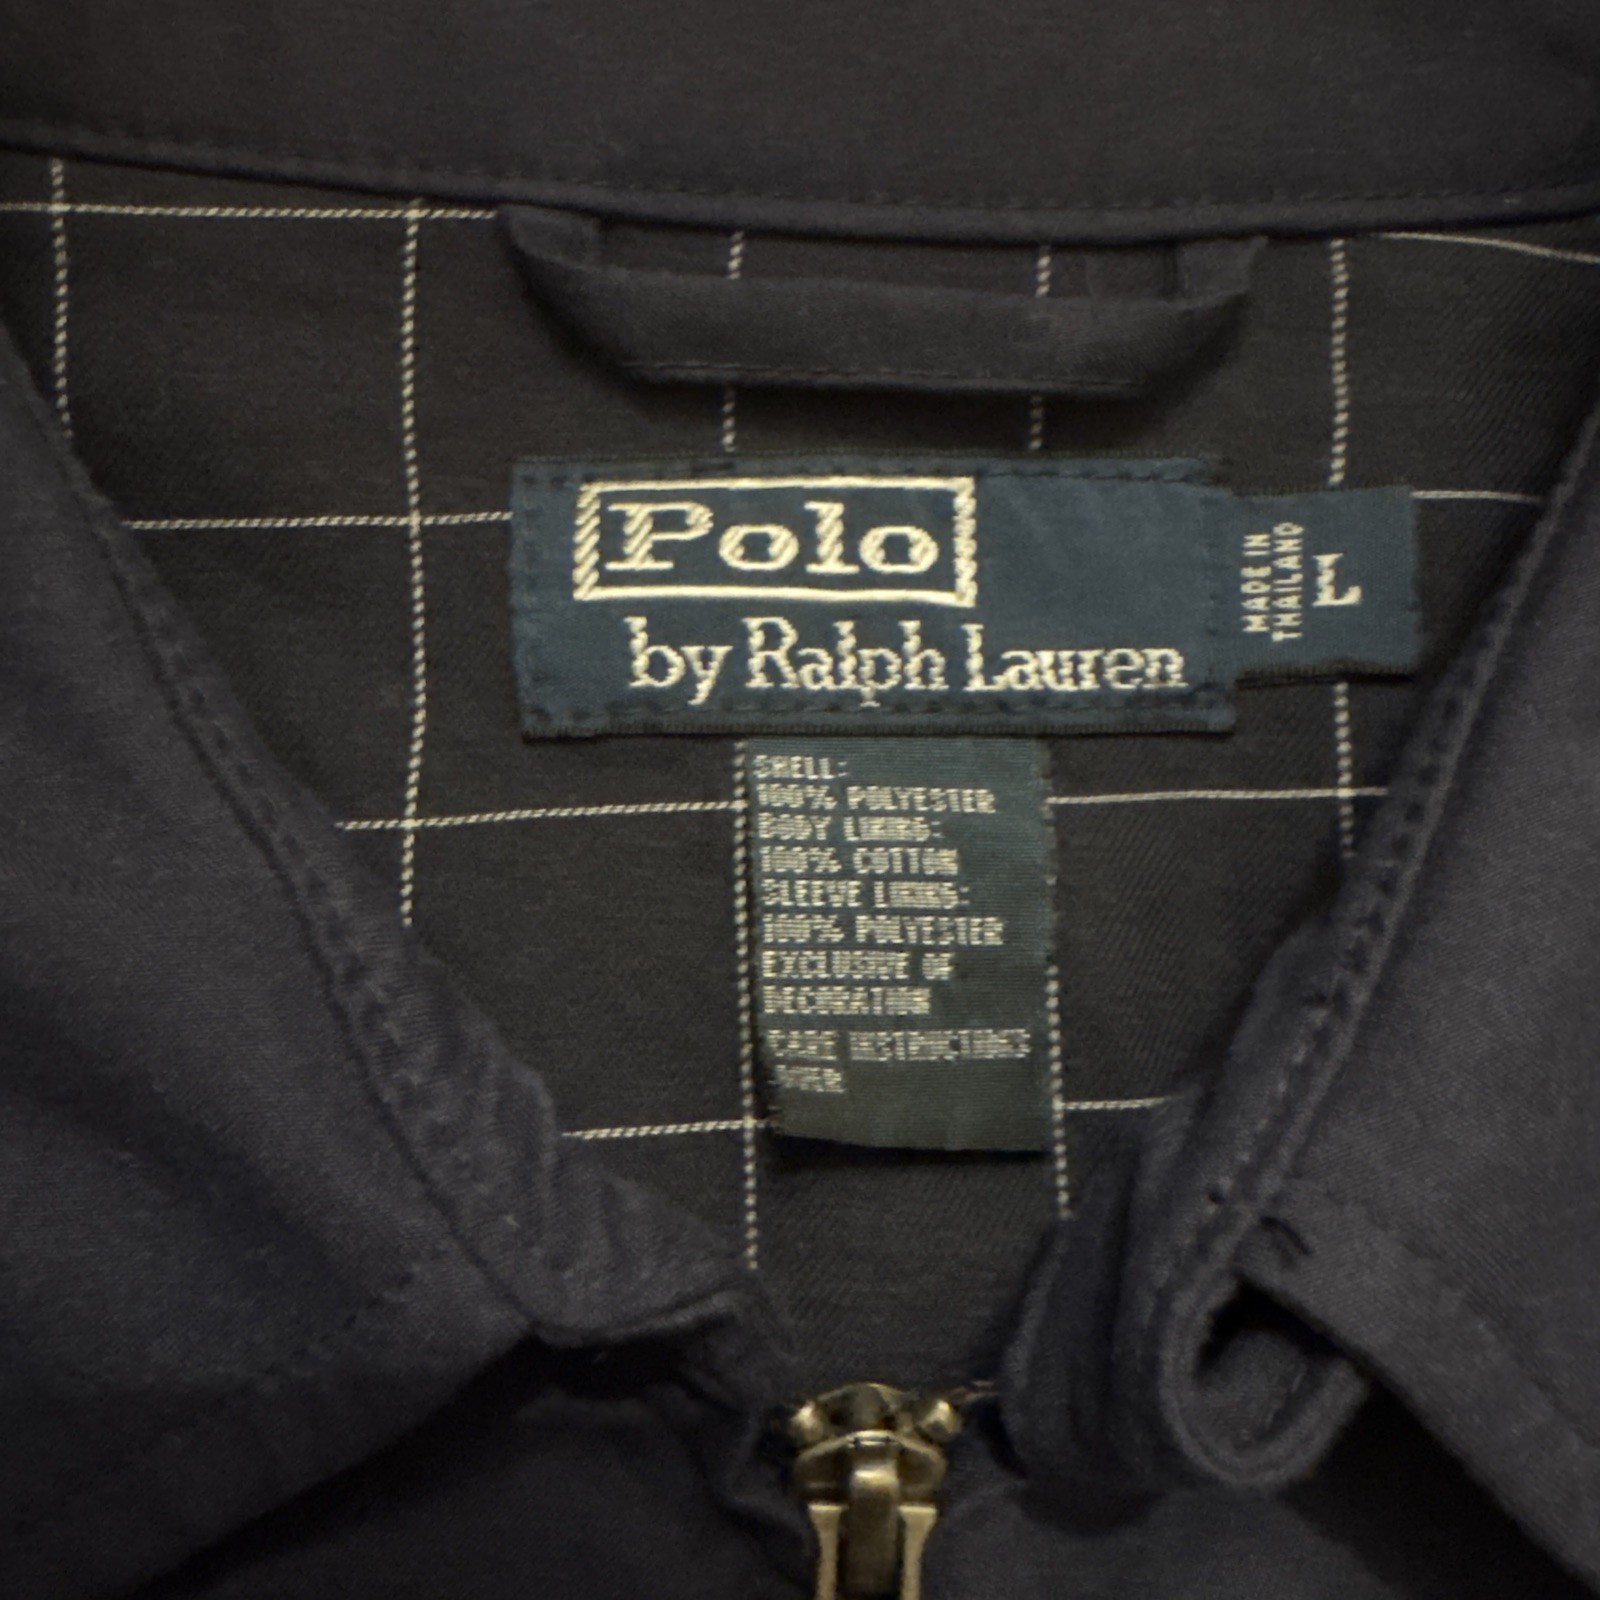 Polo
by Ralph Lauren
MADE IN
THAILAND
L
SHELL:
100% POLYESTER
BODY LINING:
100% COTTON
SLEEVE LINING:
100% POLYESTER
EXCLUSIVE OF
DECORATION
CARE INSTRUCTIONS
OVER